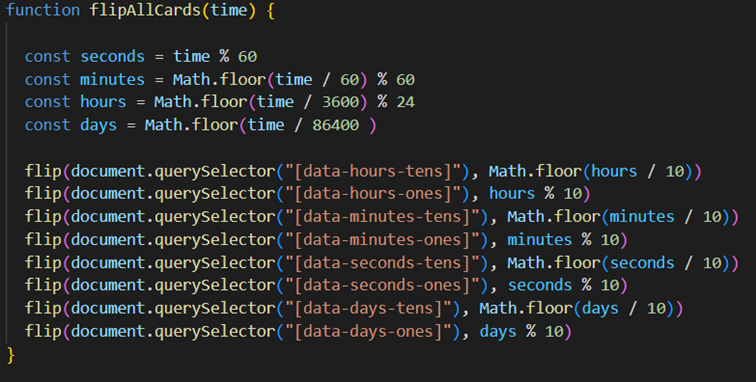 function flipAllCards(time) {
const seconds = time % 60
const minutes = Math.floor(time / 60) % 60
const hours = Math.floor(time / 3600) % 24
const days = Math.floor(time / 86400 )
flip(document.querySelector("[data-hours-tens]"), Math.floor(hours / 10))
flip(document.querySelector("[data-hours-ones]"), hours % 10)
flip(document.querySelector("[data-minutes-tens]"), Math.floor(minutes / 10))
flip(document.querySelector("[data-minutes-ones]"), minutes % 10)
flip(document.querySelector("[data-seconds-tens]"), Math.floor(seconds / 10))
flip(document.querySelector("[data-seconds-ones]"), seconds % 10)
flip(document.querySelector("[data-days-tens]"), Math.floor(days / 10))
flip(document.querySelector("[data-days-ones]"), days % 10)
}